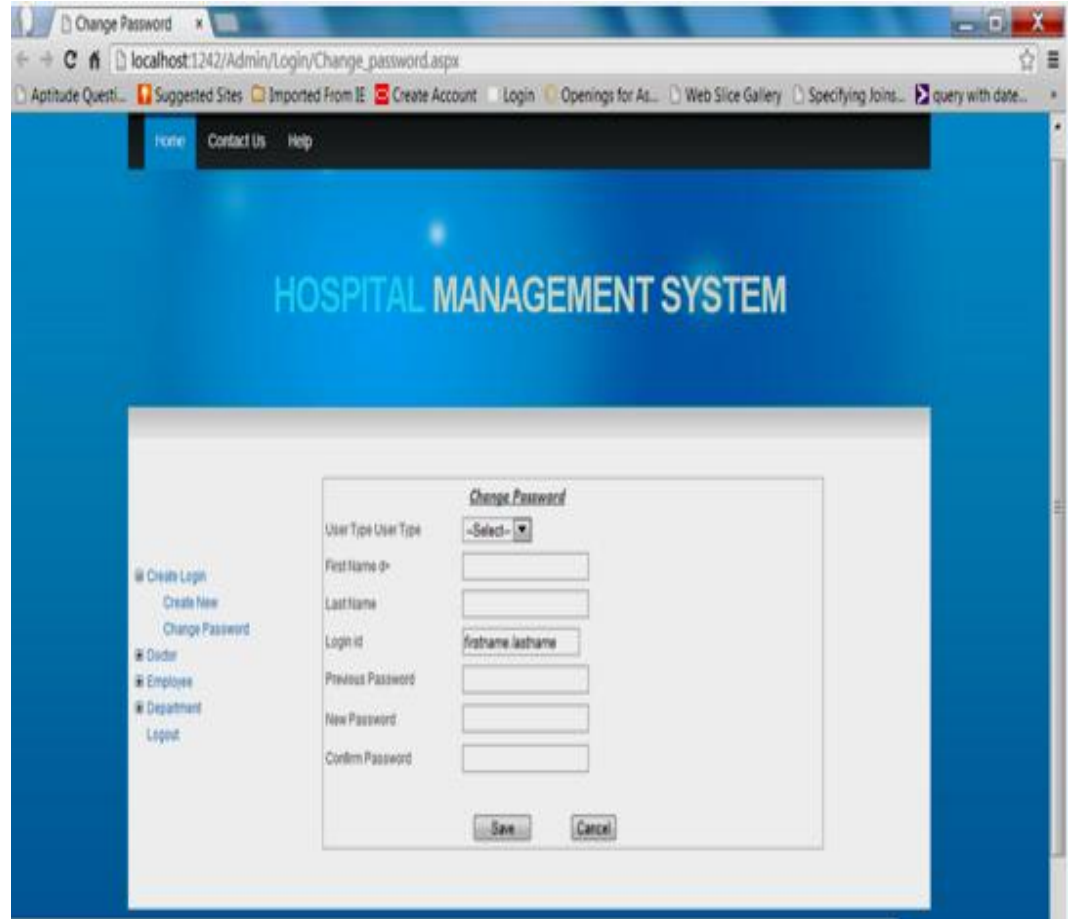 Change Password
localhost:1242/Admin/Login/Change_password.aspx
Aptitude Questi... Suggested Sites Imported From IE Create Account Login Openings for As... Web Slice Gallery Specifying Joins... query with date...
Home Contact Us Help
HOSPITAL MANAGEMENT SYSTEM
Change Password
User Type User Type --Select--
First Name d>
Last Name
Login id firstname.lastname
Previous Password
New Password
Confirm Password
Save Cancel
Create Login
Create New
Change Password
Doctor
Employee
Department
Logout